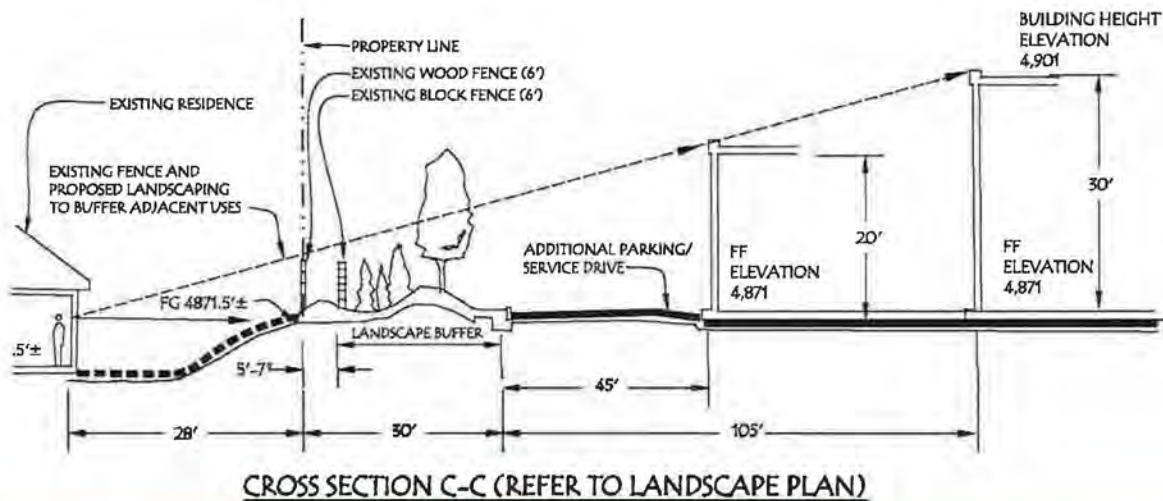 BUILDING HEIGHT
ELEVATION
4,901
PROPERTY LINE
EXISTING WOOD FENCE (6')
EXISTING BLOCK FENCE (6')
EXISTING RESIDENCE
EXISTING FENCE AND
PROPOSED LANDSCAPING
TO BUFFER ADJACENT USES
ADDITIONAL PARKING/
SERVICE DRIVE
20'
30'
FF
ELEVATION
4,871
FF
ELEVATION
4,871
FG 4871.5'±
.5'±
LANDSCAPE BUFFER
5'-7"
45'
28'
30'
105'
CROSS SECTION C-C (REFER TO LANDSCAPE PLAN)